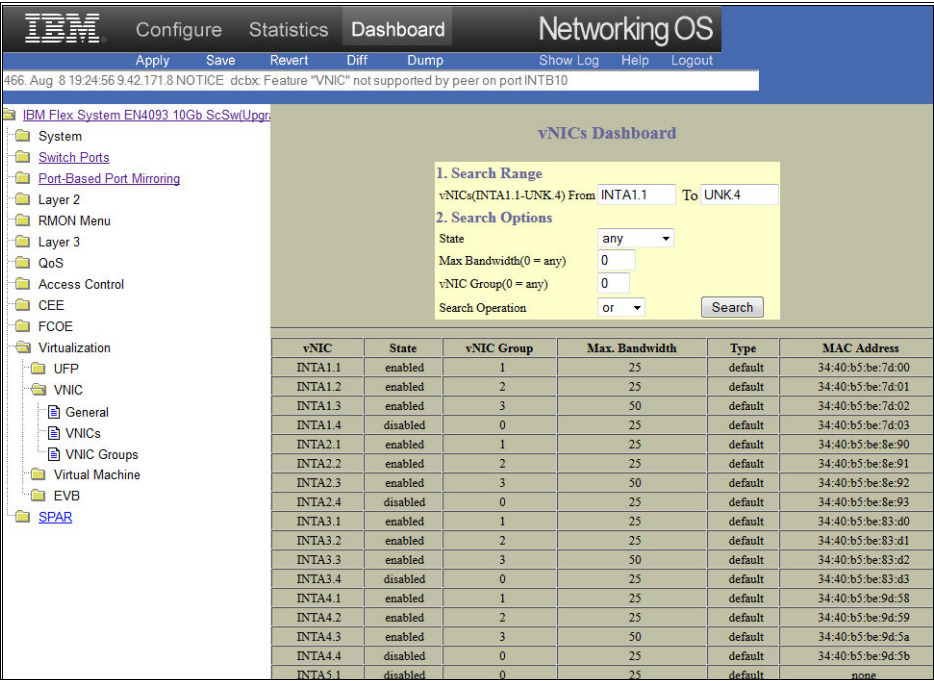 IBM. Configure Statistics Dashboard Networking OS
Apply Save Revert Diff Dump Show Log Help Logout
466. Aug 8 19:24:56 9.42.171.8 NOTICE dcbx: Feature "VNIC" not supported by peer on port INTB10
IBM Flex System EN4093 10Gb ScSw(Upgr
System
Switch Ports
Port-Based Port Mirroring
Layer 2
RMON Menu
Layer 3
QoS
Access Control
CEE
FCOE
Virtualization
UFP
VNIC
General
VNICs
VNIC Groups
Virtual Machine
EVB
SPAR
vNICs Dashboard
1. Search Range
vNICs(INTA1.1-UNK.4) From INTA1.1 To UNK.4
2. Search Options
State any
Max Bandwidth(0 = any) 0
vNIC Group(0 = any) 0
Search Operation or Search
vNIC State vNIC Group Max. Bandwidth Type MAC Address
INTA1.1 enabled 1 25 default 34:40:b5:be:7d:00
INTA1.2 enabled 2 25 default 34:40:b5:be:7d:01
INTA1.3 enabled 3 50 default 34:40:b5:be:7d:02
INTA1.4 disabled 0 25 default 34:40:b5:be:7d:03
INTA2.1 enabled 1 25 default 34:40:b5:be:8e:90
INTA2.2 enabled 2 25 default 34:40:b5:be:8e:91
INTA2.3 enabled 3 50 default 34:40:b5:be:8e:92
INTA2.4 disabled 0 25 default 34:40:b5:be:8e:93
INTA3.1 enabled 1 25 default 34:40:b5:be:83:d0
INTA3.2 enabled 2 25 default 34:40:b5:be:83:d1
INTA3.3 enabled 3 50 default 34:40:b5:be:83:d2
INTA3.4 disabled 0 25 default 34:40:b5:be:83:d3
INTA4.1 enabled 1 25 default 34:40:b5:be:9d:58
INTA4.2 enabled 2 25 default 34:40:b5:be:9d:59
INTA4.3 enabled 3 50 default 34:40:b5:be:9d:5a
INTA4.4 disabled 0 25 default 34:40:b5:be:9d:5b
INTA5.1 disabled 0 25 default none